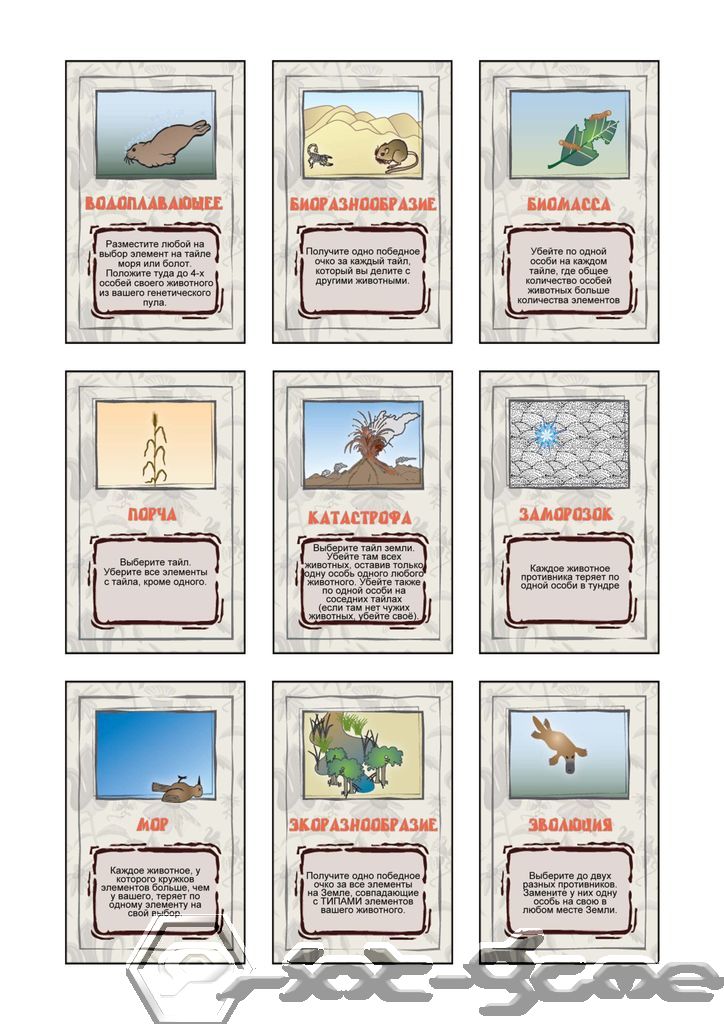 ВОДОПЛАВАЮЩЕЕ
Разместите любой на
выбор элемент на тайле
моря или болот.
Положите туда до 4-х
особей своего животного
из вашего генетического
пула.
БИОРАЗНООБРАЗИЕ
Получите одно победное
очко за каждый тайл,
который вы делите с
другими животными.
БИОМАССА
Убейте по одной
особи на каждом
тайле, где общее
количество особей
животных больше
количества элементов
ПОРЧА
Выберите тайл.
Уберите все элементы
с тайла, кроме одного.
КАТАСТРОФА
Выберите тайл земли.
Убейте там всех
животных, оставив только
одну особь одного любого
животного. Убейте также
по одной особи на
соседних тайлах
(если там нет чужих
животных, убейте своё).
ЗАМОРОЗОК
Каждое животное
противника теряет по
одной особи в тундре
МОР
Каждое животное, у
которого кружков
элементов больше, чем
у вашего, теряет по
одному элементу на
свой выбор.
ЭКОРАЗНООБРАЗИЕ
Получите одно победное
очко за все элементы
на Земле, совпадающие
с ТИПАМИ элементов
вашего животного.
ЭВОЛЮЦИЯ
Выберите до двух
разных противников.
Замените у них одну
особь на свою в
любом месте Земли.